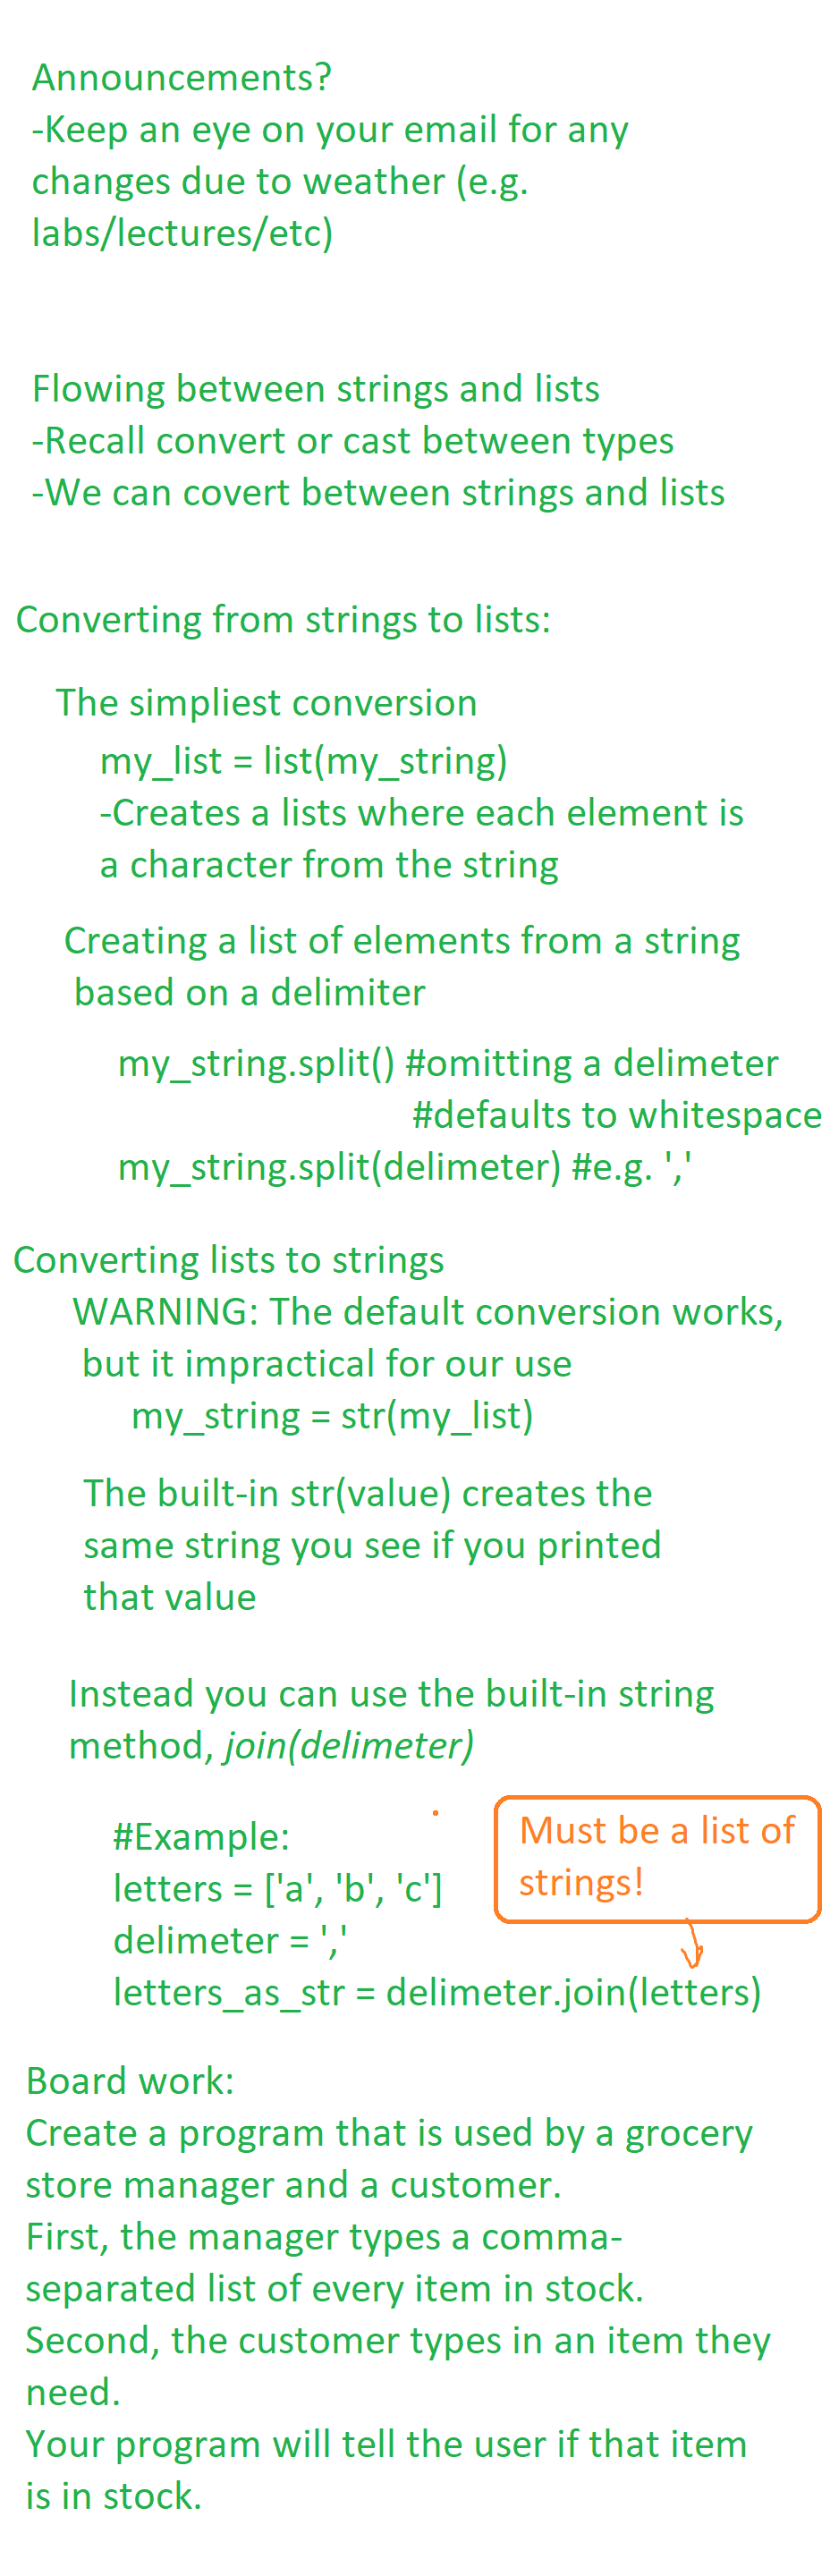 Announcements?
-Keep an eye on your email for any
changes due to weather (e.g.
labs/lectures/etc)
Flowing between strings and lists
-Recall convert or cast between types
-We can covert between strings and lists
Converting from strings to lists:
The simpliest conversion
my_list = list(my_string)
-Creates a lists where each element is
a character from the string
Creating a list of elements from a string
based on a delimiter
my_string.split() #omitting a delimeter
#defaults to whitespace
my_string.split(delimeter) #e.g. ','
Converting lists to strings
WARNING: The default conversion works,
but it impractical for our use
my_string = str(my_list)
The built-in str(value) creates the
same string you see if you printed
that value
Instead you can use the built-in string
method, join(delimeter)
#Example:
letters = ['a', 'b', 'c']
delimeter = ','
letters_as_str = delimeter.join(letters)
Must be a list of
strings!
Board work:
Create a program that is used by a grocery
store manager and a customer.
First, the manager types a comma-
separated list of every item in stock.
Second, the customer types in an item they
need.
Your program will tell the user if that item
is in stock.